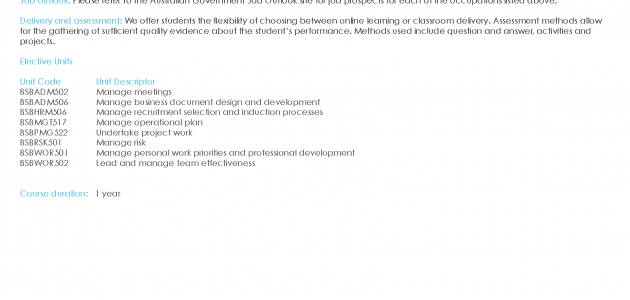 Job outlook: Please refer to the Australian Government Job Outlook site for job prospects for each of the occupations listed above.
Delivery and assessment: We offer students the flexibility of choosing between online learning or classroom delivery. Assessment methods allow
for the gathering of sufficient quality evidence about the student's performance. Methods used include question and answer, activities and
projects.
Elective Units
Unit Code Unit Descriptor
BSBADM502 Manage meetings
BSBADM506 Manage business document design and development
BSBHRM506 Manage recruitment selection and induction processes
BSBMGT517 Manage operational plan
BSBPMG522 Undertake project work
BSBRSK501 Manage risk
BSBWOR501 Manage personal work priorities and professional development
BSBWOR502 Lead and manage team effectiveness
Course duration: 1 year